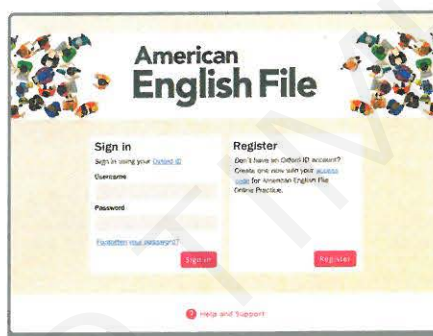 American
English File
Sign in
Sign in using your Oxford ID
Username
Password
Forgotten your password?
Sign in
Register
Don't have an Oxford ID account?
Create one now with your access
code for American English File
Online Practice.
Register
Help and Support